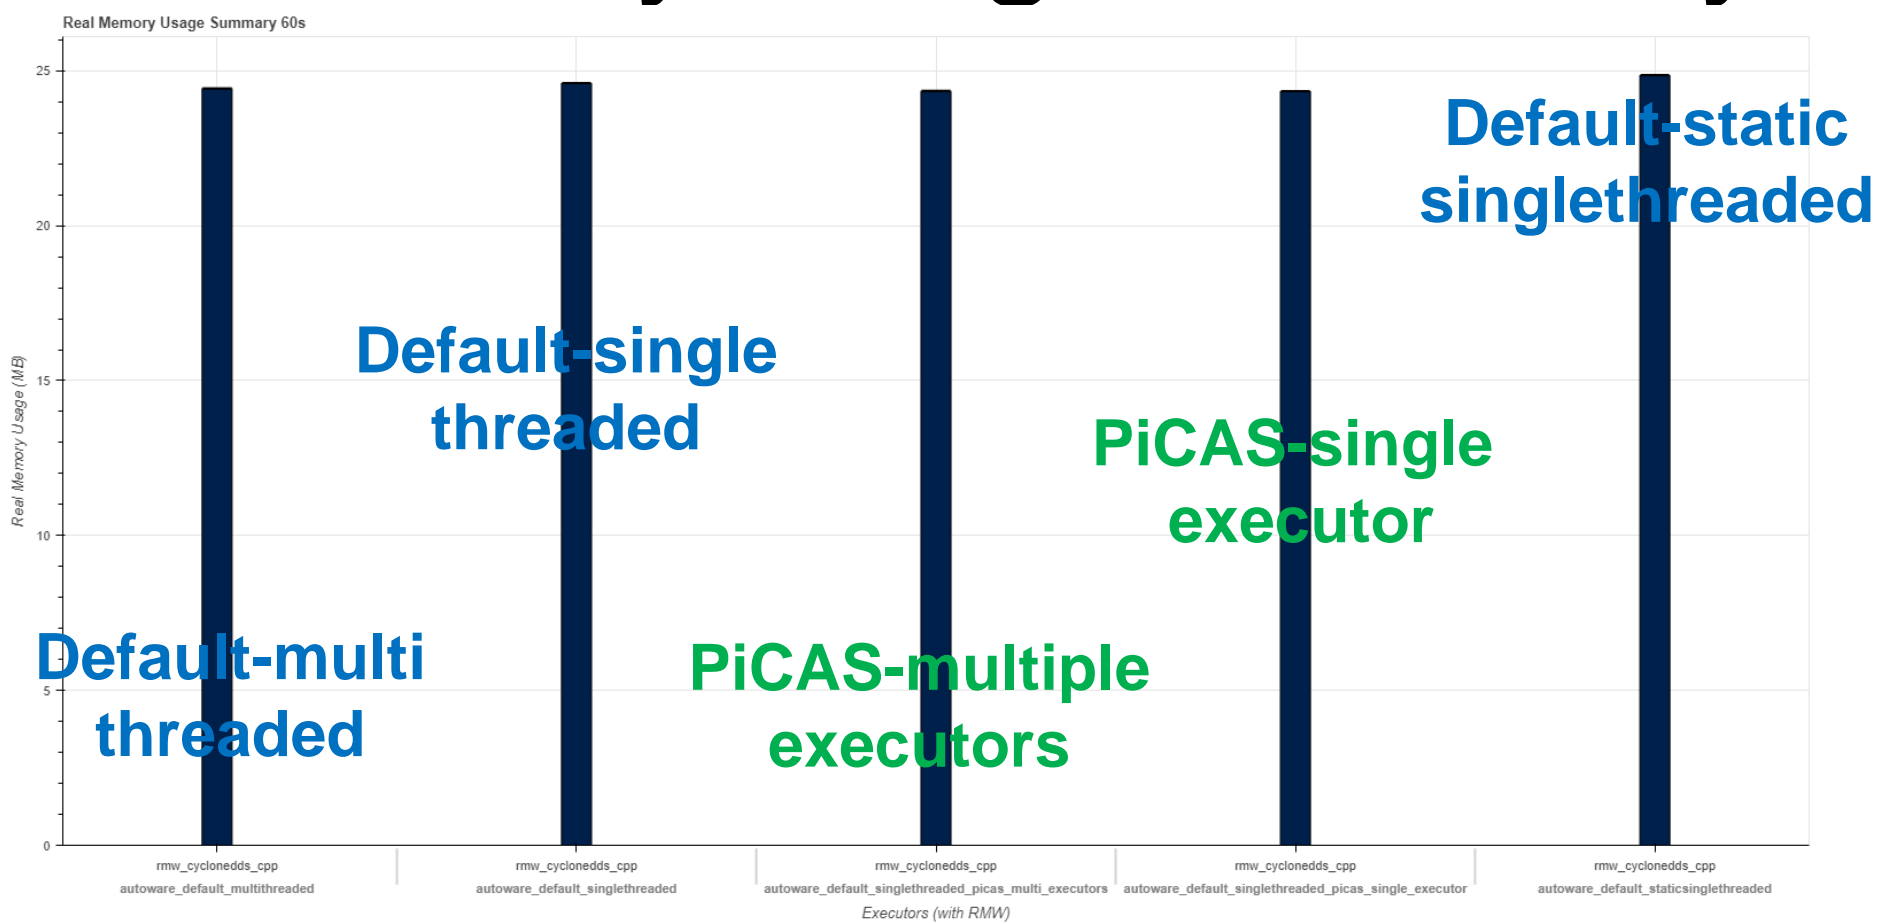 Real Memory Usage Summary 60s
25
20
15
10
5
0
Real Memory Usage (MB)
Default-multi
threaded
Default-single
threaded
PiCAS-multiple
executors
PiCAS-single
executor
Default-static
singlethreaded
rmw_cyclonedds_cpp
rmw_cyclonedds_cpp
rmw_cyclonedds_cpp
rmw_cyclonedds_cpp
rmw_cyclonedds_cpp
autoware_default_multithreaded
autoware_default_singlethreaded
autoware_default_singlethreaded_picas_multi_executors
autoware_default_singlethreaded_picas_single_executor
autoware_default_staticsinglethreaded
Executors (with RMW)